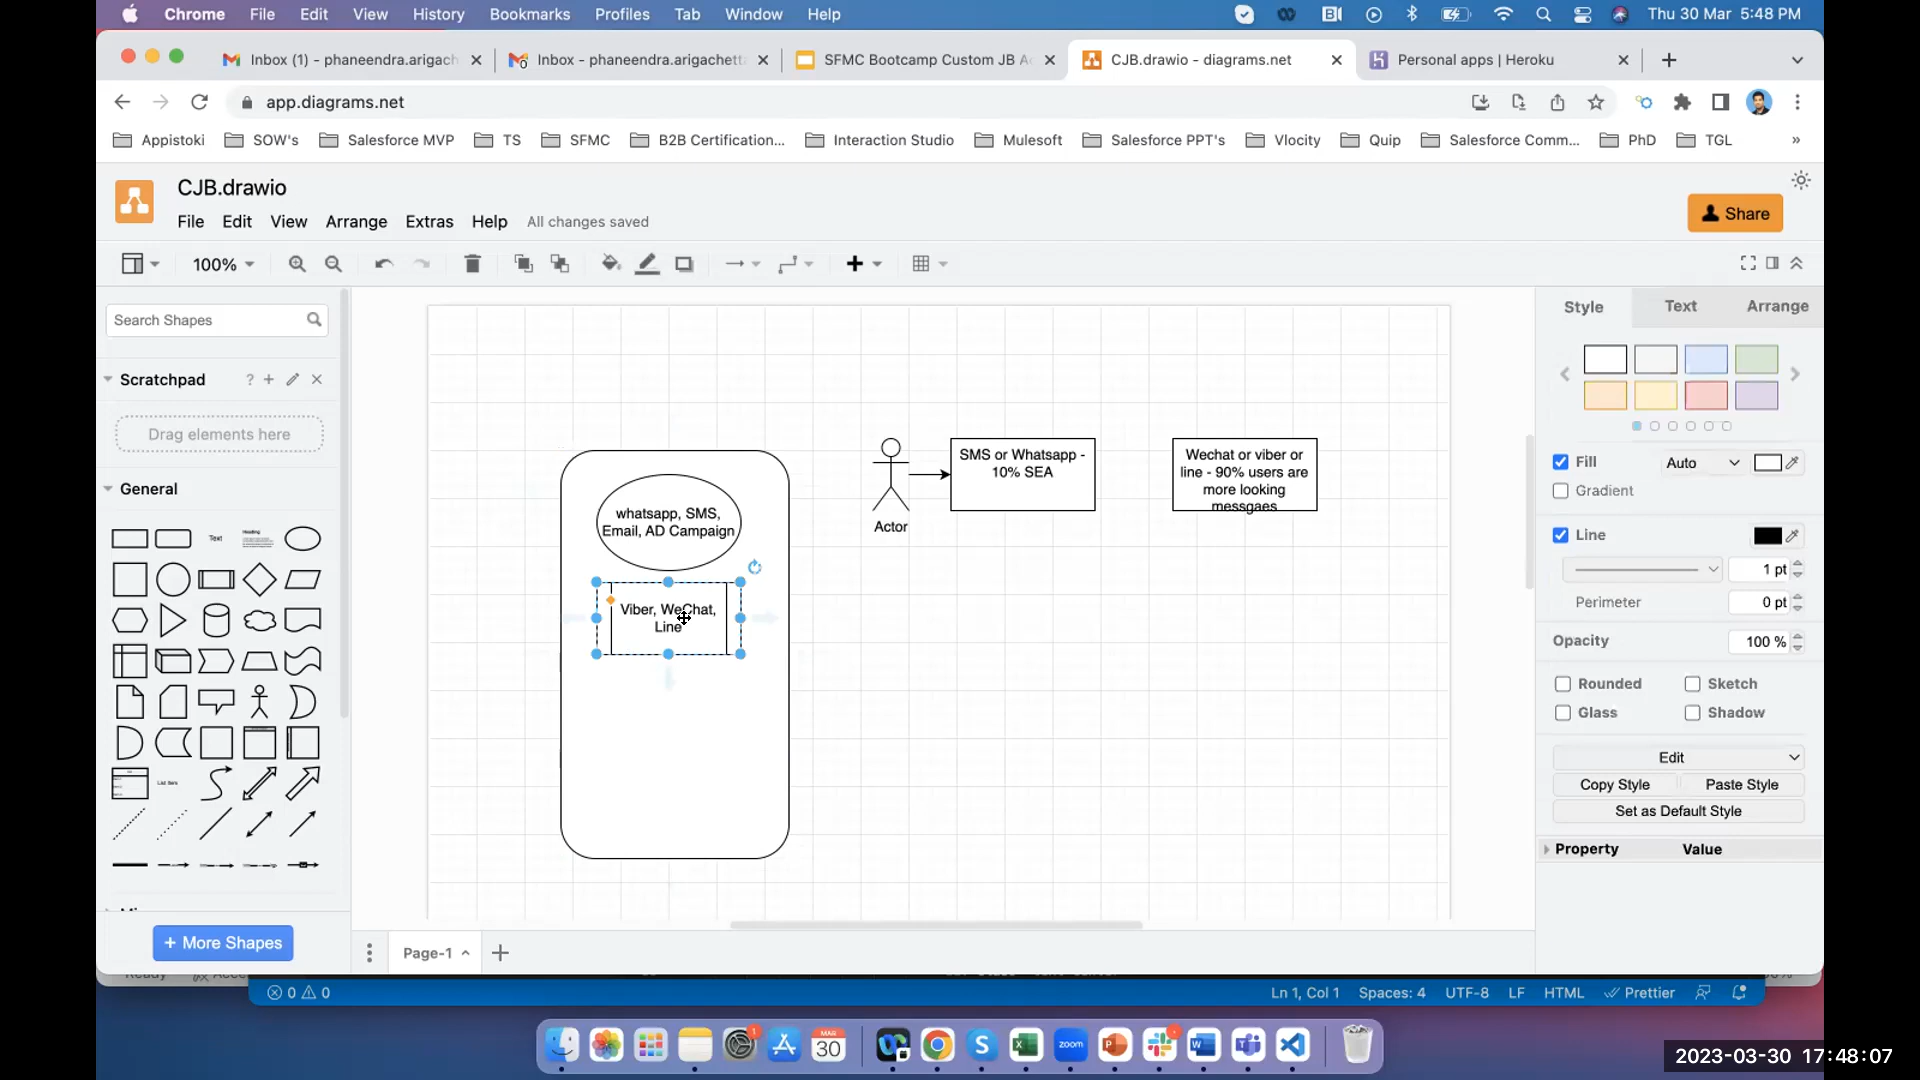 Chrome File Edit View History Bookmarks Profiles Tab Window Help
Thu 30 Mar 5:48 PM
Inbox (1) - phaneendra.arigach
Inbox - phaneendra.arigachett
SFMC Bootcamp Custom JB A
CJB.drawio - diagrams.net
Personal apps | Heroku
app.diagrams.net
Appistoki SOW's Salesforce MVP TS SFMC B2B Certification... Interaction Studio Mulesoft Salesforce PPT's Vlocity Quip Salesforce Comm... PhD TGL »
CJB.drawio
File Edit View Arrange Extras Help All changes saved
Share
100%
Search Shapes
Scratchpad ? + ×
Drag elements here
General
Text
Heading
List Item
+ More Shapes
whatsapp, SMS,
Email, AD Campaign
Viber, WeChat,
Line
Actor
SMS or Whatsapp -
10% SEA
Wechat or viber or
line - 90% users are
more looking
messgaes
Page-1
Style Text Arrange
Fill Auto
Gradient
Line
1 pt
Perimeter 0 pt
Opacity 100 %
Rounded Sketch
Glass Shadow
Edit
Copy Style Paste Style
Set as Default Style
Property Value
0 0
Ln 1, Col 1 Spaces: 4 UTF-8 LF HTML Prettier
MAR
30
zoom
2023-03-30 17:48:07